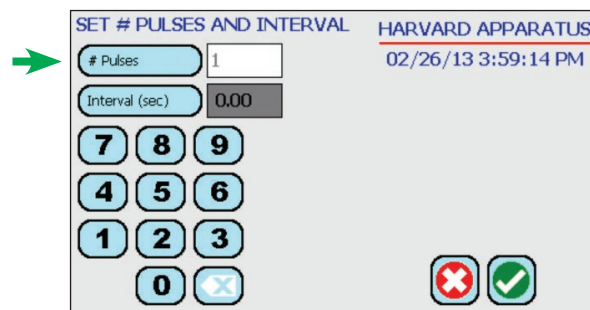 SET # PULSES AND INTERVAL
HARVARD APPARATUS
02/26/13 3:59:14 PM
# Pulses
1
Interval (sec)
0.00
7 8 9
4 5 6
1 2 3
0